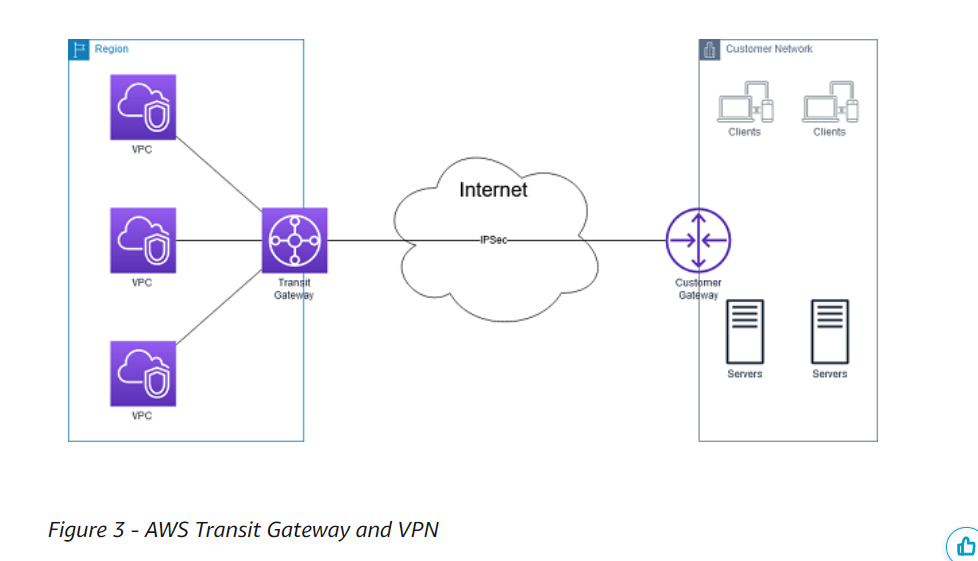 Region
Customer Network
VPC
Clients
Clients
Internet
IPSec
VPC
Transit
Gateway
Customer
Gateway
VPC
Servers
Servers
Figure 3 - AWS Transit Gateway and VPN